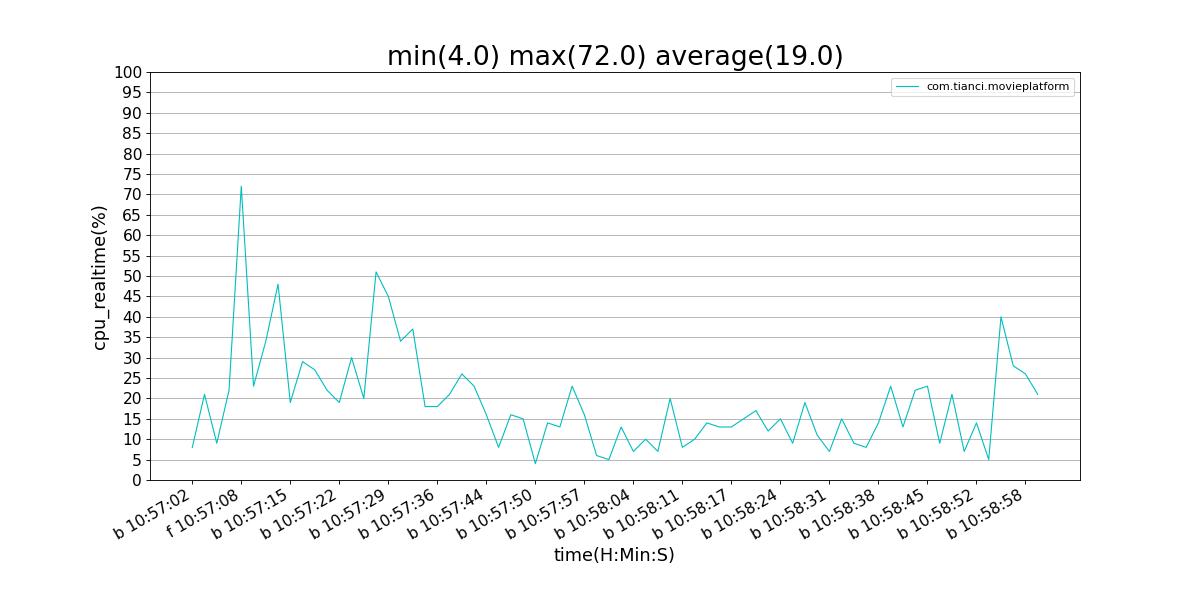 min(4.0) max(72.0) average(19.0)
com.tianci.movieplatform
100
95
90
85
80
75
70
65
60
55
50
45
40
35
30
25
20
15
10
5
0
cpu_realtime(%)
b 10:57:02
f 10:57:08
b 10:57:15
b 10:57:22
b 10:57:29
b 10:57:36
b 10:57:44
b 10:57:50
b 10:57:57
b 10:58:04
b 10:58:11
b 10:58:17
b 10:58:24
b 10:58:31
b 10:58:38
b 10:58:45
b 10:58:52
b 10:58:58
time(H:Min:S)